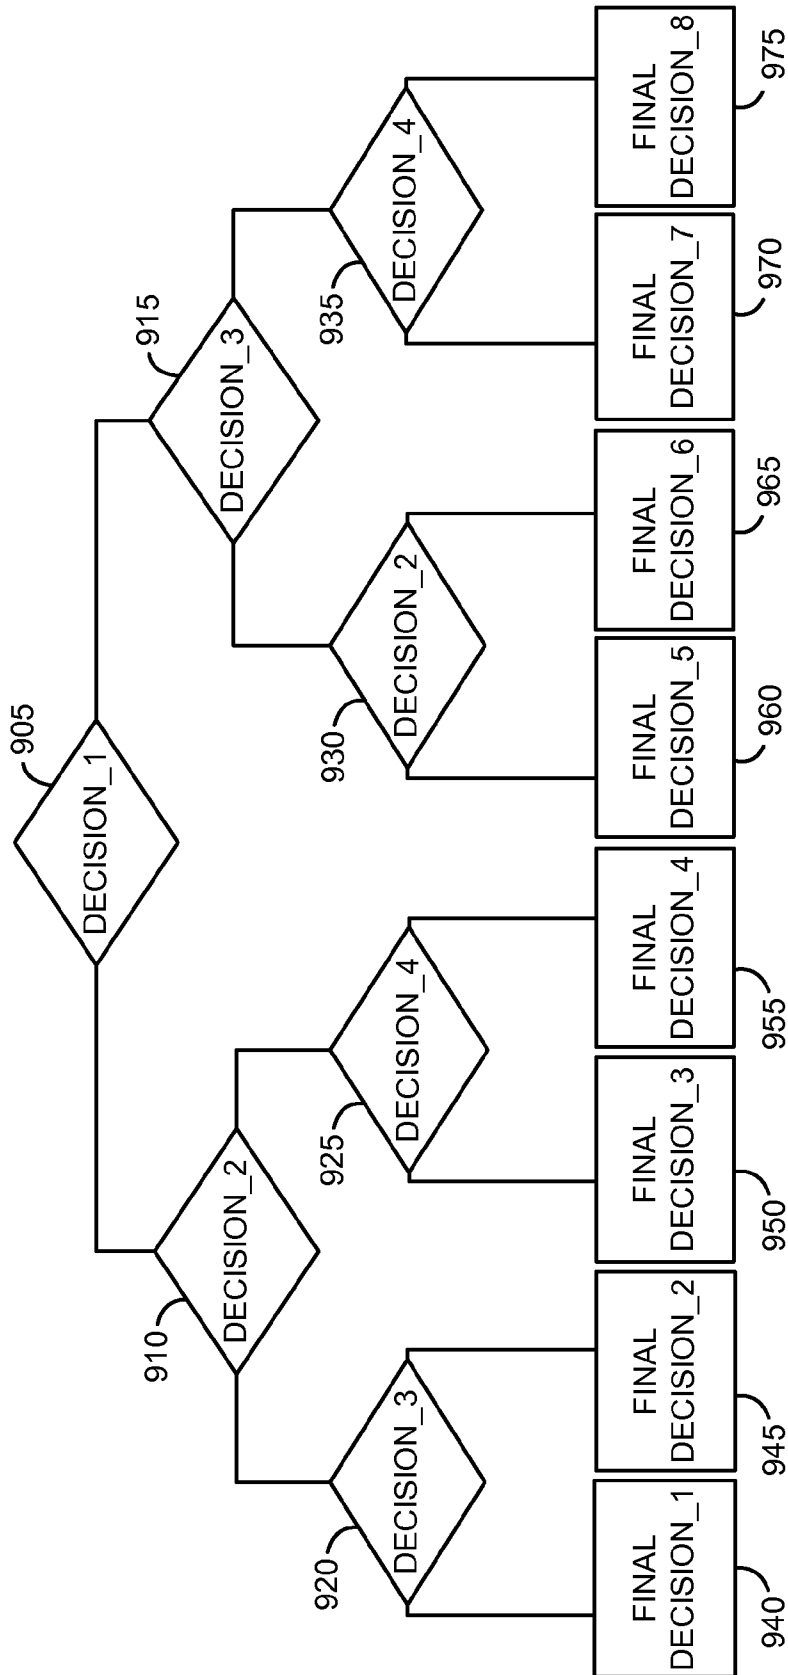 905
DECISION_1
910
DECISION_2
915
DECISION_3
920
DECISION_3
925
DECISION_4
930
DECISION_2
935
DECISION_4
FINAL
DECISION_1
FINAL
DECISION_2
FINAL
DECISION_3
FINAL
DECISION_4
FINAL
DECISION_5
FINAL
DECISION_6
FINAL
DECISION_7
FINAL
DECISION_8
940
945
950
955
960
965
970
975